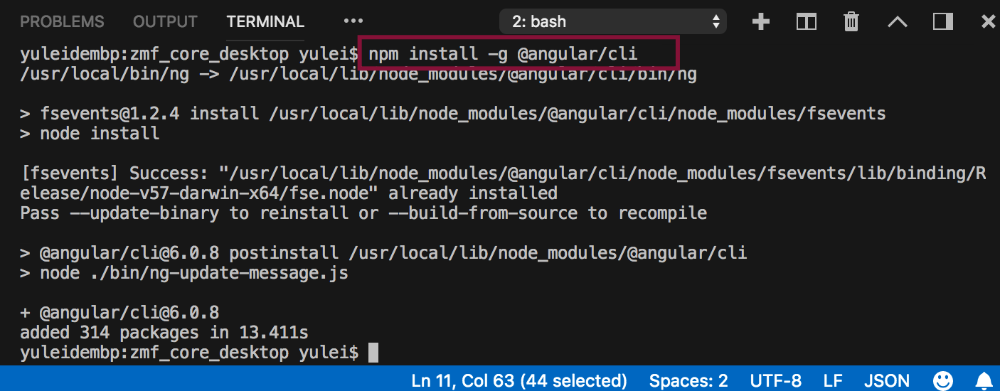 PROBLEMS OUTPUT TERMINAL ••• 2: bash
yuleidembp:zmf_core_desktop yulei$ npm install -g @angular/cli
/usr/local/bin/ng -> /usr/local/lib/node_modules/@angular/cli/bin/ng
> fsevents@1.2.4 install /usr/local/lib/node_modules/@angular/cli/node_modules/fsevents
> node install
[fsevents] Success: "/usr/local/lib/node_modules/@angular/cli/node_modules/fsevents/lib/binding/R
elease/node-v57-darwin-x64/fse.node" already installed
Pass --update-binary to reinstall or --build-from-source to recompile
> @angular/cli@6.0.8 postinstall /usr/local/lib/node_modules/@angular/cli
> node ./bin/ng-update-message.js
+ @angular/cli@6.0.8
added 314 packages in 13.411s
yuleidembp:zmf_core_desktop yulei$
Ln 11, Col 63 (44 selected) Spaces: 2 UTF-8 LF JSON